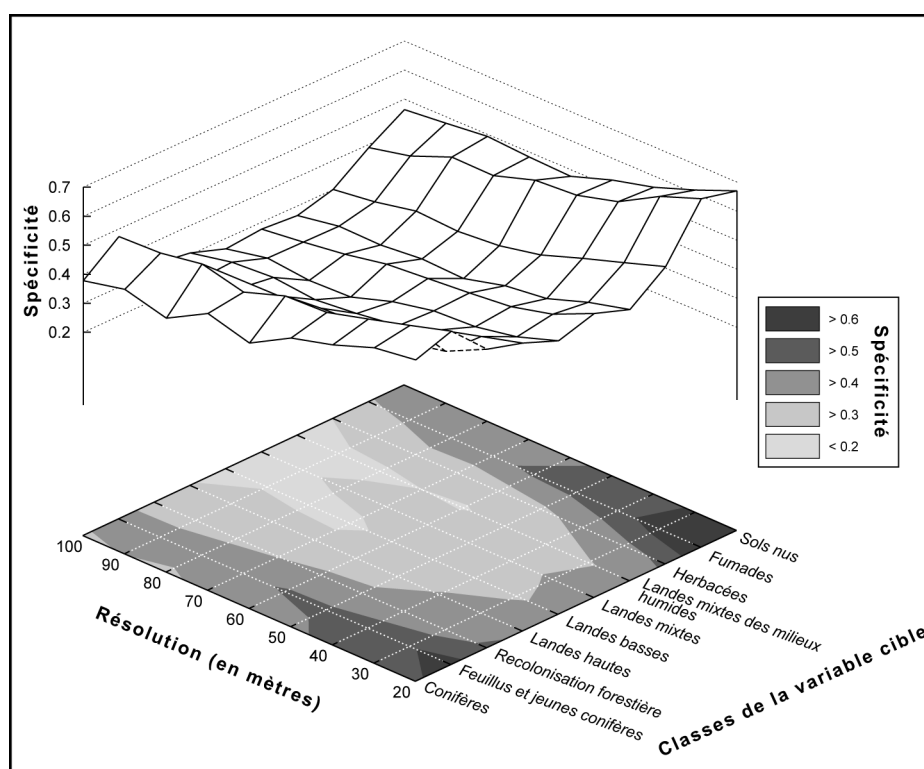 Spécificité
0.7
0.6
0.5
0.4
0.3
0.2
> 0.6
> 0.5
> 0.4
> 0.3
< 0.2
Spécificité
100
90
80
70
60
50
40
30
20
Résolution (en mètres)
Sols nus
Fumades
Herbacées
Landes mixtes des milieux
humides
Landes mixtes
Landes basses
Landes hautes
Recolonisation forestière
Feuillus et jeunes conifères
Conifères
Classes de la variable cible